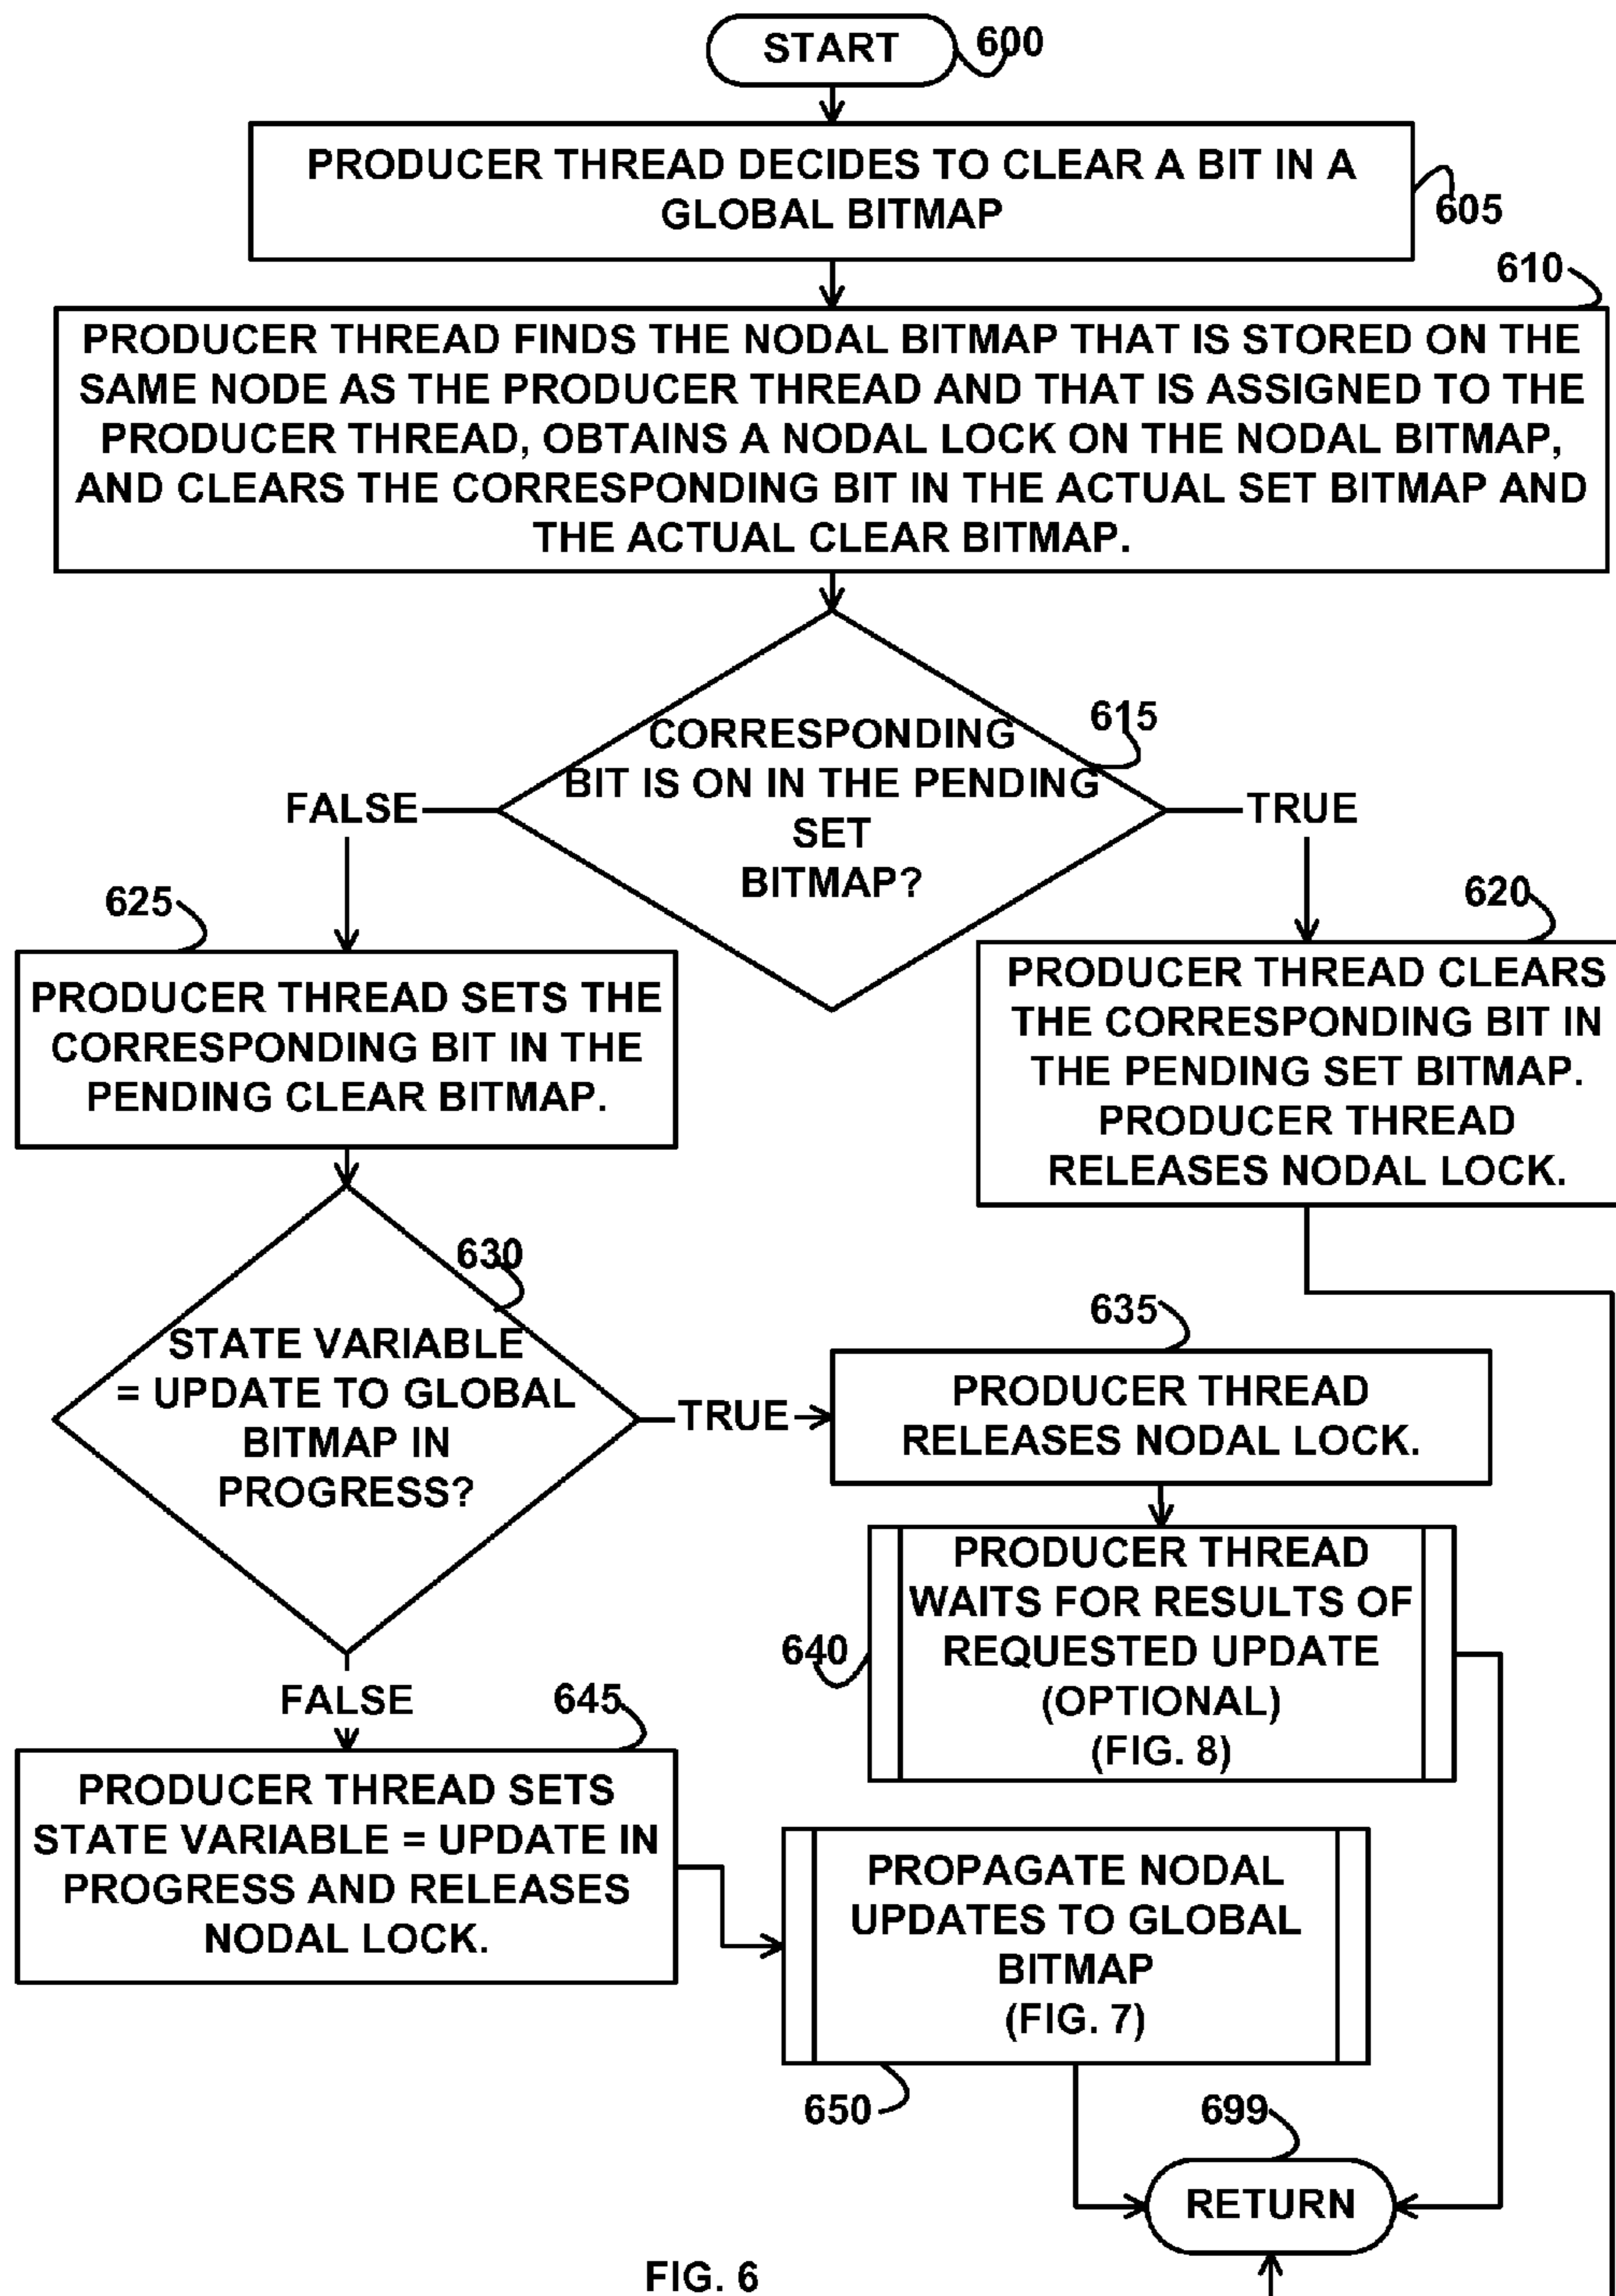 START
600
PRODUCER THREAD DECIDES TO CLEAR A BIT IN A
GLOBAL BITMAP
605
610
PRODUCER THREAD FINDS THE NODAL BITMAP THAT IS STORED ON THE
SAME NODE AS THE PRODUCER THREAD AND THAT IS ASSIGNED TO THE
PRODUCER THREAD, OBTAINS A NODAL LOCK ON THE NODAL BITMAP,
AND CLEARS THE CORRESPONDING BIT IN THE ACTUAL SET BITMAP AND
THE ACTUAL CLEAR BITMAP.
615
CORRESPONDING
BIT IS ON IN THE PENDING
SET
BITMAP?
FALSE
TRUE
625
PRODUCER THREAD SETS THE
CORRESPONDING BIT IN THE
PENDING CLEAR BITMAP.
620
PRODUCER THREAD CLEARS
THE CORRESPONDING BIT IN
THE PENDING SET BITMAP.
PRODUCER THREAD
RELEASES NODAL LOCK.
630
STATE VARIABLE
= UPDATE TO GLOBAL
BITMAP IN
PROGRESS?
TRUE
635
PRODUCER THREAD
RELEASES NODAL LOCK.
640
PRODUCER THREAD
WAITS FOR RESULTS OF
REQUESTED UPDATE
(OPTIONAL)
(FIG. 8)
FALSE
645
PRODUCER THREAD SETS
STATE VARIABLE = UPDATE IN
PROGRESS AND RELEASES
NODAL LOCK.
PROPAGATE NODAL
UPDATES TO GLOBAL
BITMAP
(FIG. 7)
650
699
RETURN
FIG. 6